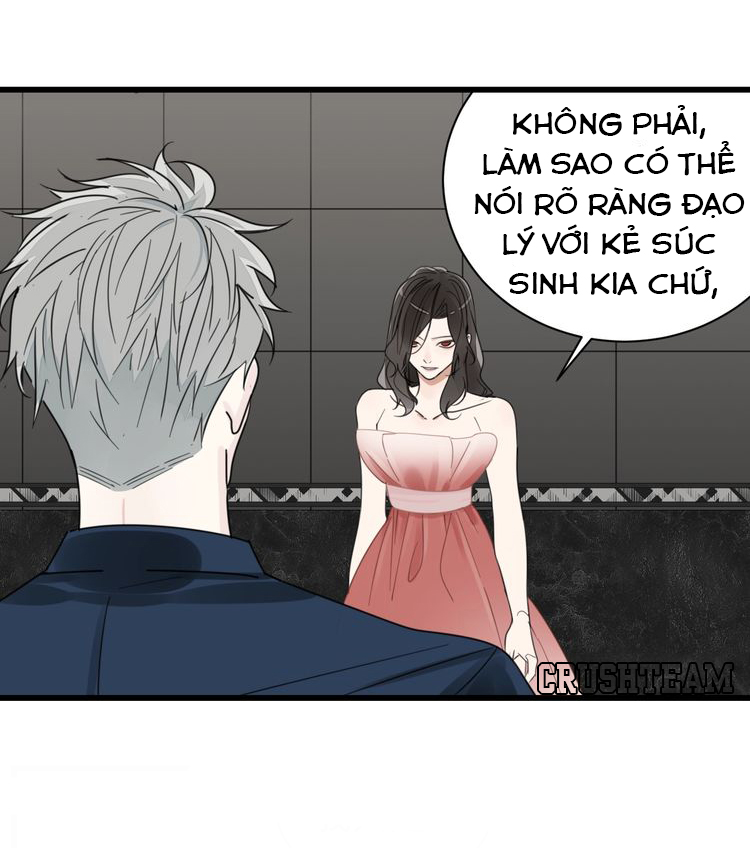 KHÔNG PHẢI,
LÀM SAO CÓ THỂ
NÓI RÕ RÀNG ĐẠO
LÝ VỚI KẺ SÚC
SINH KIA CHỨ,
CRUSHTEAM